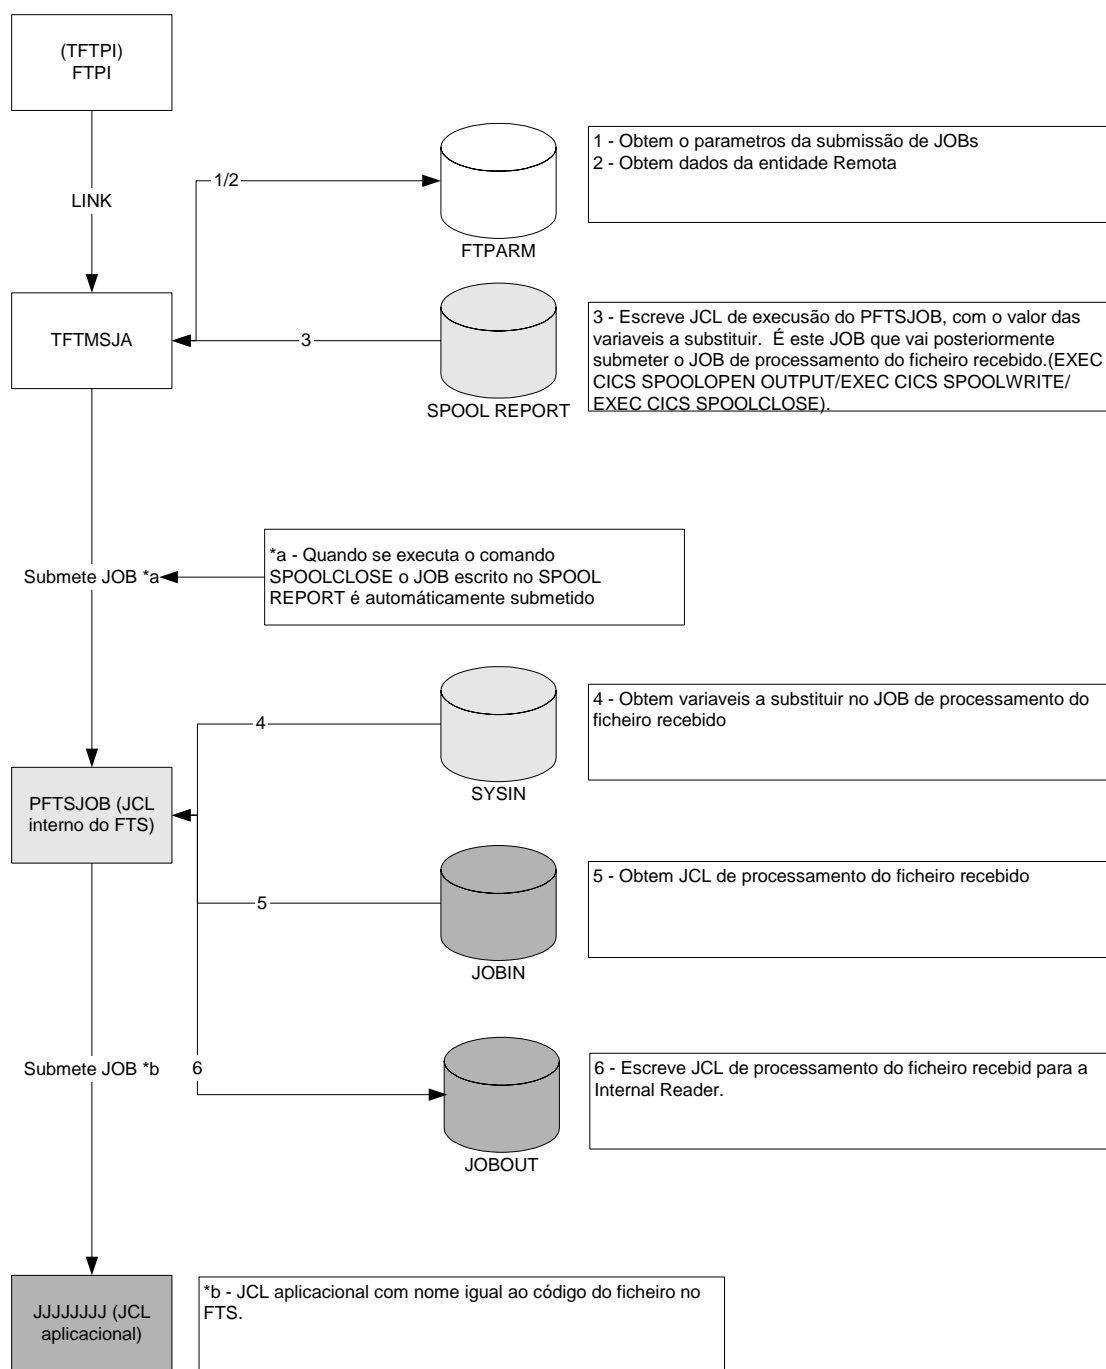 (TFTPI)
FTPI
LINK
1/2
FTPARM
1 - Obtem o parametros da submissão de JOBs
2 - Obtem dados da entidade Remota
TFTMSJA
3
SPOOL REPORT
3 - Escreve JCL de execusão do PFTSJOB, com o valor das
variaveis a substituir.  É este JOB que vai posteriormente
submeter o JOB de processamento do ficheiro recebido.(EXEC
CICS SPOOLOPEN OUTPUT/EXEC CICS SPOOLWRITE/
EXEC CICS SPOOLCLOSE).
Submete JOB *a
*a - Quando se executa o comando
SPOOLCLOSE o JOB escrito no SPOOL
REPORT é automáticamente submetido
4
SYSIN
4 - Obtem variaveis a substituir no JOB de processamento do
ficheiro recebido
PFTSJOB (JCL
interno do FTS)
5
JOBIN
5 - Obtem JCL de processamento do ficheiro recebido
Submete JOB *b
6
JOBOUT
6 - Escreve JCL de processamento do ficheiro recebid para a
Internal Reader.
JJJJJJJJ (JCL
aplicacional)
*b - JCL aplicacional com nome igual ao código do ficheiro no
FTS.